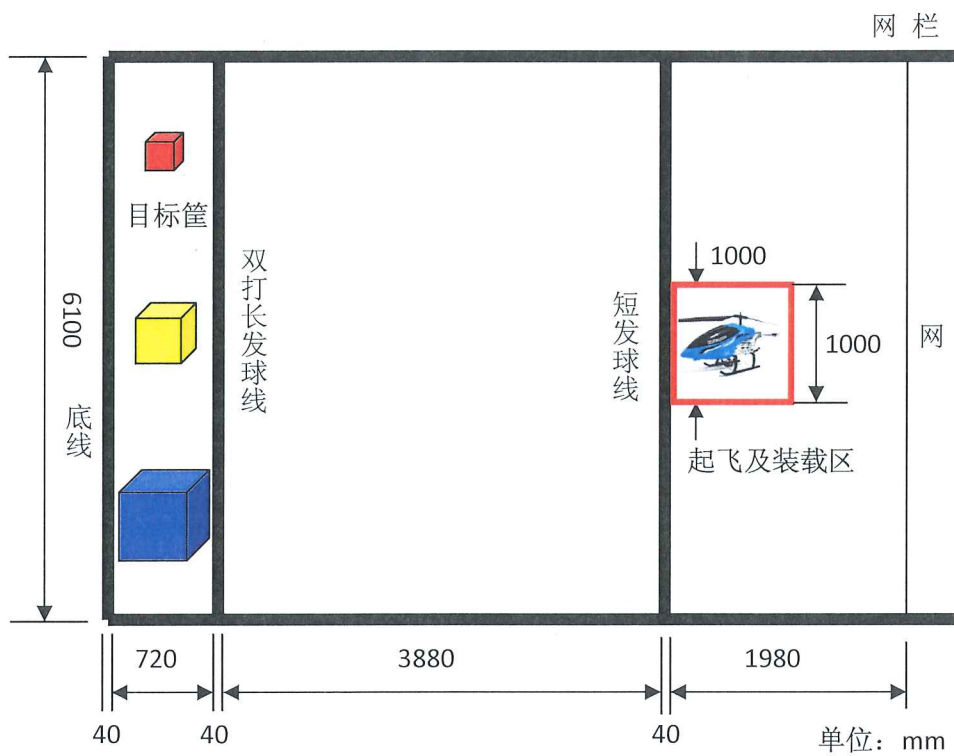 网 栏
目标筐
1000
双打长发球线
短发球线
6100
1000
网
底线
起飞及装载区
720
3880
1980
40
40
40
单位：mm